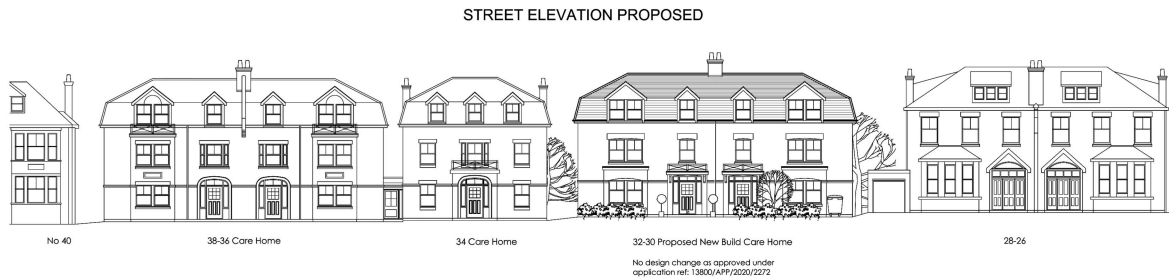 STREET ELEVATION PROPOSED
No 40
38-36 Care Home
34 Care Home
32-30 Proposed New Build Care Home
28-26
No design change as approved under
application ref: 13800/APP/2020/2272